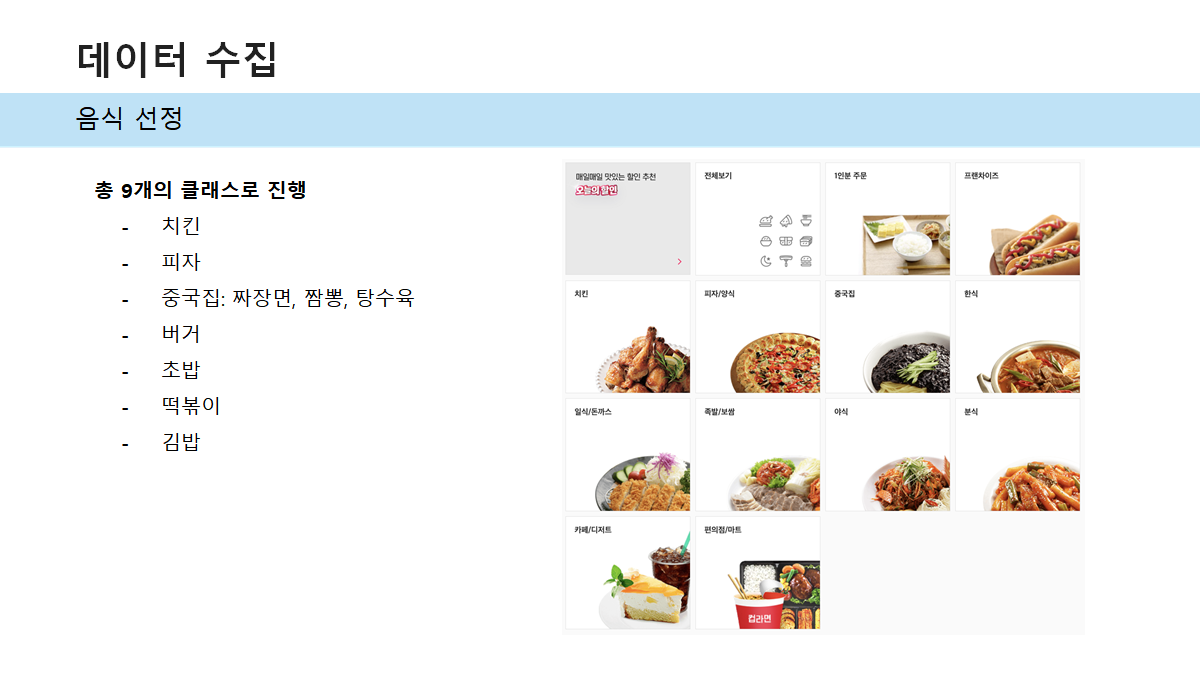 데이터 수집
음식 선정
총 9개의 클래스로 진행
- 치킨
- 피자
- 중국집: 짜장면, 짬뽕, 탕수육
- 버거
- 초밥
- 떡볶이
- 김밥
매일매일 맛있는 할인 추천
오늘의 할인
전체보기
1인분 주문
프랜차이즈
치킨
피자/양식
중국집
한식
일식/돈까스
족발/보쌈
야식
분식
카페/디저트
편의점/마트
컵라면